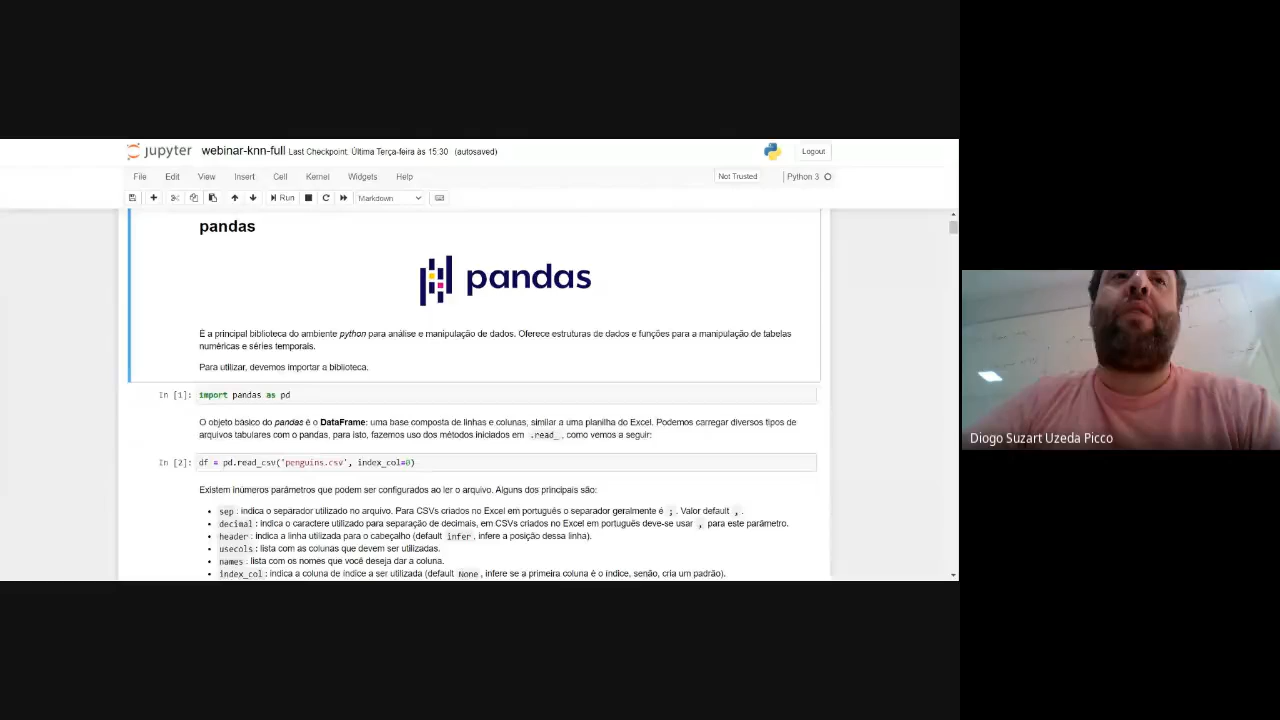 jupyter webinar-knn-full Last Checkpoint: Última Terça-feira às 15:30 (autosaved) Logout
File Edit View Insert Cell Kernel Widgets Help Not Trusted Python 3
Run Markdown
pandas
pandas
É a principal biblioteca do ambiente python para análise e manipulação de dados. Oferece estruturas de dados e funções para a manipulação de tabelas
numéricas e séries temporais.
Para utilizar, devemos importar a biblioteca.
In [1]: import pandas as pd
O objeto básico do pandas é o DataFrame: uma base composta de linhas e colunas, similar a uma planilha do Excel. Podemos carregar diversos tipos de
arquivos tabulares com o pandas, para isto, fazemos uso dos métodos iniciados em .read_, como vemos a seguir:
In [2]: df = pd.read_csv('penguins.csv', index_col=0)
Existem inúmeros parâmetros que podem ser configurados ao ler o arquivo. Alguns dos principais são:
sep: indica o separador utilizado no arquivo. Para CSVs criados no Excel em português o separador geralmente é ;. Valor default ,.
decimal: indica o caractere utilizado para separação de decimais, em CSVs criados no Excel em português deve-se usar , para este parâmetro.
header: indica a linha utilizada para o cabeçalho (default infer, infere a posição dessa linha).
usecols: lista com as colunas que devem ser utilizadas.
names: lista com os nomes que você deseja dar a coluna.
index_col: indica a coluna de índice a ser utilizada (default None, infere se a primeira coluna é o índice, senão, cria um padrão).
Diogo Suzart Uzeda Picco